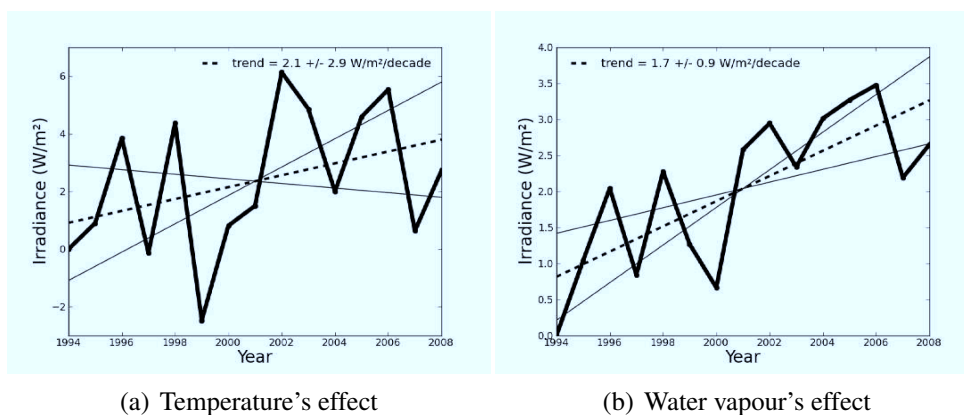 trend = 2.1 +/- 2.9 W/m²/decade
6
4
2
0
−2
Irradiance (W/m²)
1994 1996 1998 2000 2002 2004 2006 2008
Year
(a) Temperature's effect
trend = 1.7 +/- 0.9 W/m²/decade
4.0
3.5
3.0
2.5
2.0
1.5
1.0
0.5
0.0
Irradiance (W/m²)
1994 1996 1998 2000 2002 2004 2006 2008
Year
(b) Water vapour's effect